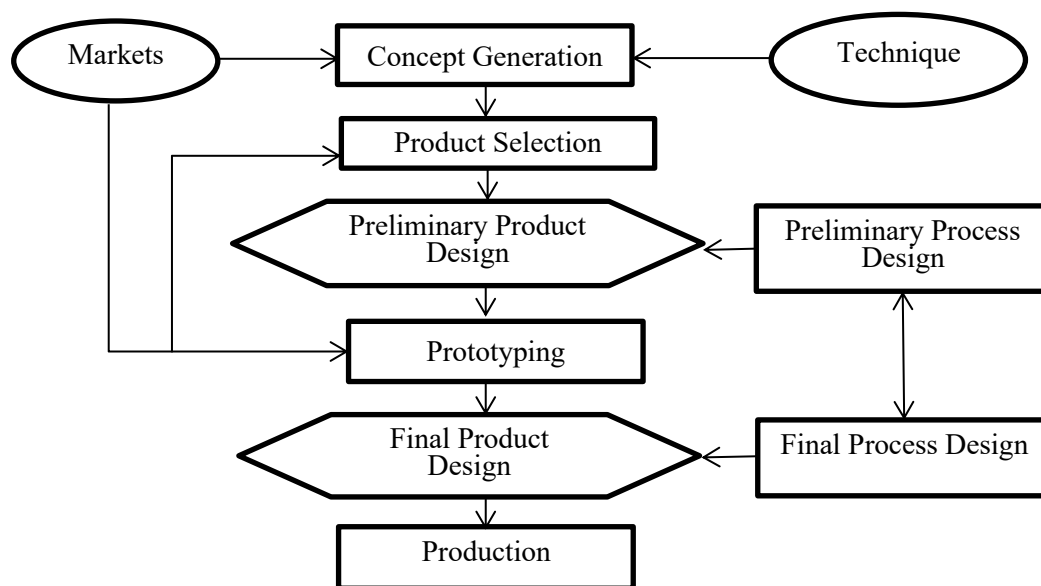 Markets
Concept Generation
Technique
Product Selection
Preliminary Product
Design
Preliminary Process
Design
Prototyping
Final Product
Design
Final Process Design
Production